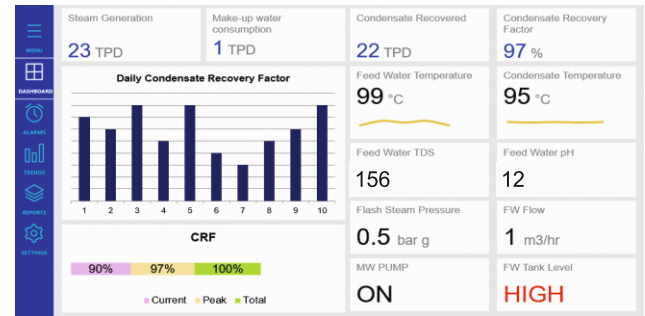 MENU
DASHBOARD
ALARMS
TRENDS
REPORTS
SETTINGS
Steam Generation
23 TPD
Make-up water
consumption
1 TPD
Condensate Recovered
22 TPD
Condensate Recovery
Factor
97 %
Daily Condensate Recovery Factor
1 2 3 4 5 6 7 8 9 10
Feed Water Temperature
99 °C
Condensate Temperature
95 °C
Feed Water TDS
156
Feed Water pH
12
CRF
90% 97% 100%
Current Peak Total
Flash Steam Pressure
0.5 bar g
FW Flow
1 m3/hr
MW PUMP
ON
FW Tank Level
HIGH